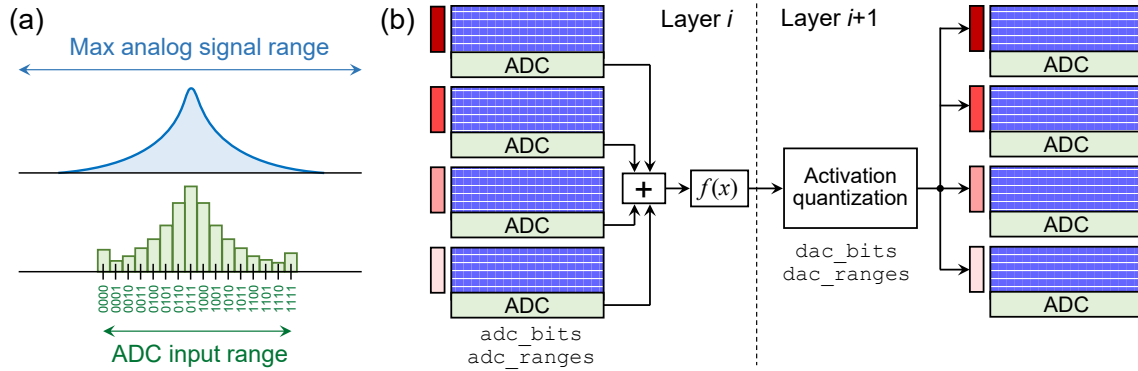 (a)
Max analog signal range
0000
0001
0010
0011
0100
0101
0110
0111
1000
1001
1010
1011
1100
1101
1110
1111
ADC input range
(b)
Layer i
Layer i+1
ADC
ADC
ADC
ADC
adc_bits
adc_ranges
+
f(x)
Activation
quantization
dac_bits
dac_ranges
ADC
ADC
ADC
ADC